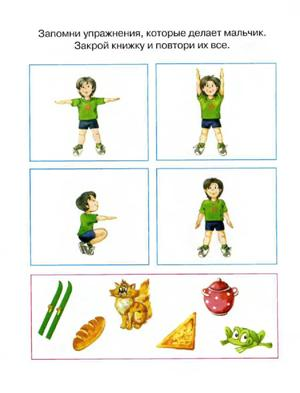 Запомни упражнения, которые делает мальчик.
Закрой книжку и повтори их все.